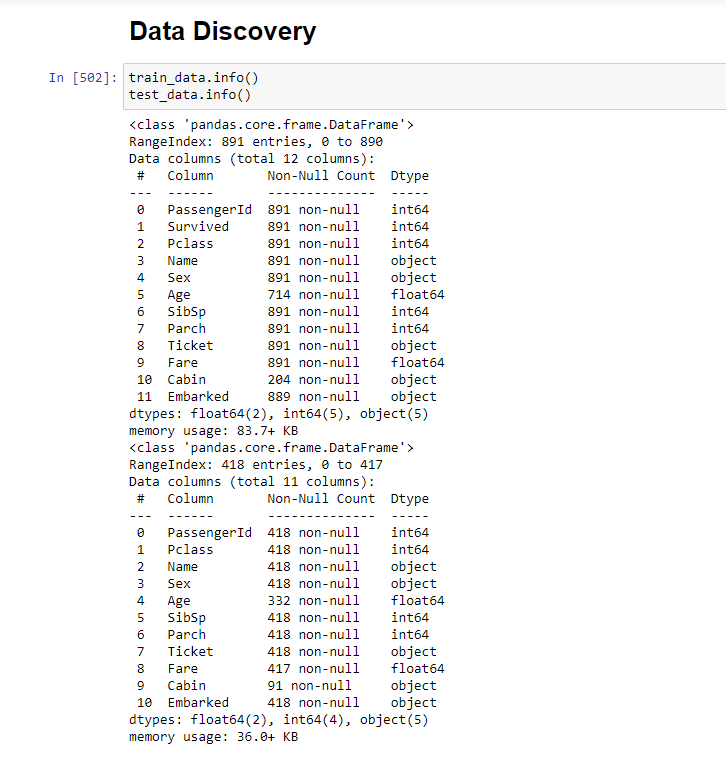 Data Discovery
In [502]: train_data.info()
test_data.info()
<class 'pandas.core.frame.DataFrame'>
RangeIndex: 891 entries, 0 to 890
Data columns (total 12 columns):
 #   Column       Non-Null Count  Dtype
---  ------       --------------  -----
 0   PassengerId  891 non-null    int64
 1   Survived     891 non-null    int64
 2   Pclass       891 non-null    int64
 3   Name         891 non-null    object
 4   Sex          891 non-null    object
 5   Age          714 non-null    float64
 6   SibSp        891 non-null    int64
 7   Parch        891 non-null    int64
 8   Ticket       891 non-null    object
 9   Fare         891 non-null    float64
 10  Cabin        204 non-null    object
 11  Embarked     889 non-null    object
dtypes: float64(2), int64(5), object(5)
memory usage: 83.7+ KB
<class 'pandas.core.frame.DataFrame'>
RangeIndex: 418 entries, 0 to 417
Data columns (total 11 columns):
 #   Column       Non-Null Count  Dtype
---  ------       --------------  -----
 0   PassengerId  418 non-null    int64
 1   Pclass       418 non-null    int64
 2   Name         418 non-null    object
 3   Sex          418 non-null    object
 4   Age          332 non-null    float64
 5   SibSp        418 non-null    int64
 6   Parch        418 non-null    int64
 7   Ticket       418 non-null    object
 8   Fare         417 non-null    float64
 9   Cabin        91 non-null     object
 10  Embarked     418 non-null    object
dtypes: float64(2), int64(4), object(5)
memory usage: 36.0+ KB